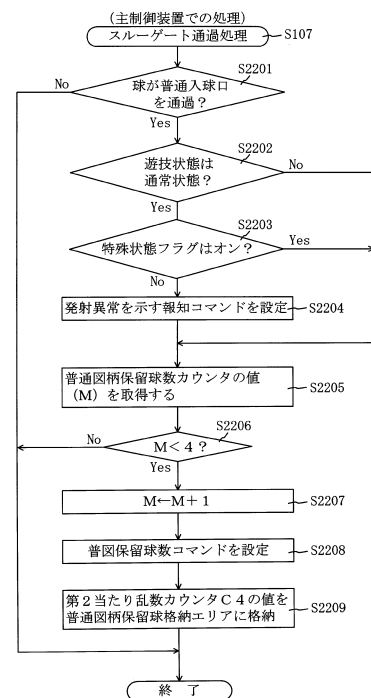 (主制御装置での処理)
スルーゲート通過処理
S107
S2201
No
球が普通入球口
を通過?
Yes
S2202
遊技状態は
通常状態?
No
Yes
S2203
特殊状態フラグはオン?
Yes
No
発射異常を示す報知コマンドを設定
S2204
普通図柄保留球数カウンタの値
(M)を取得する
S2205
S2206
No
M<4?
Yes
M←M+1
S2207
普図保留球数コマンドを設定
S2208
第2当たり乱数カウンタC4の値を
普通図柄保留球格納エリアに格納
S2209
終 了